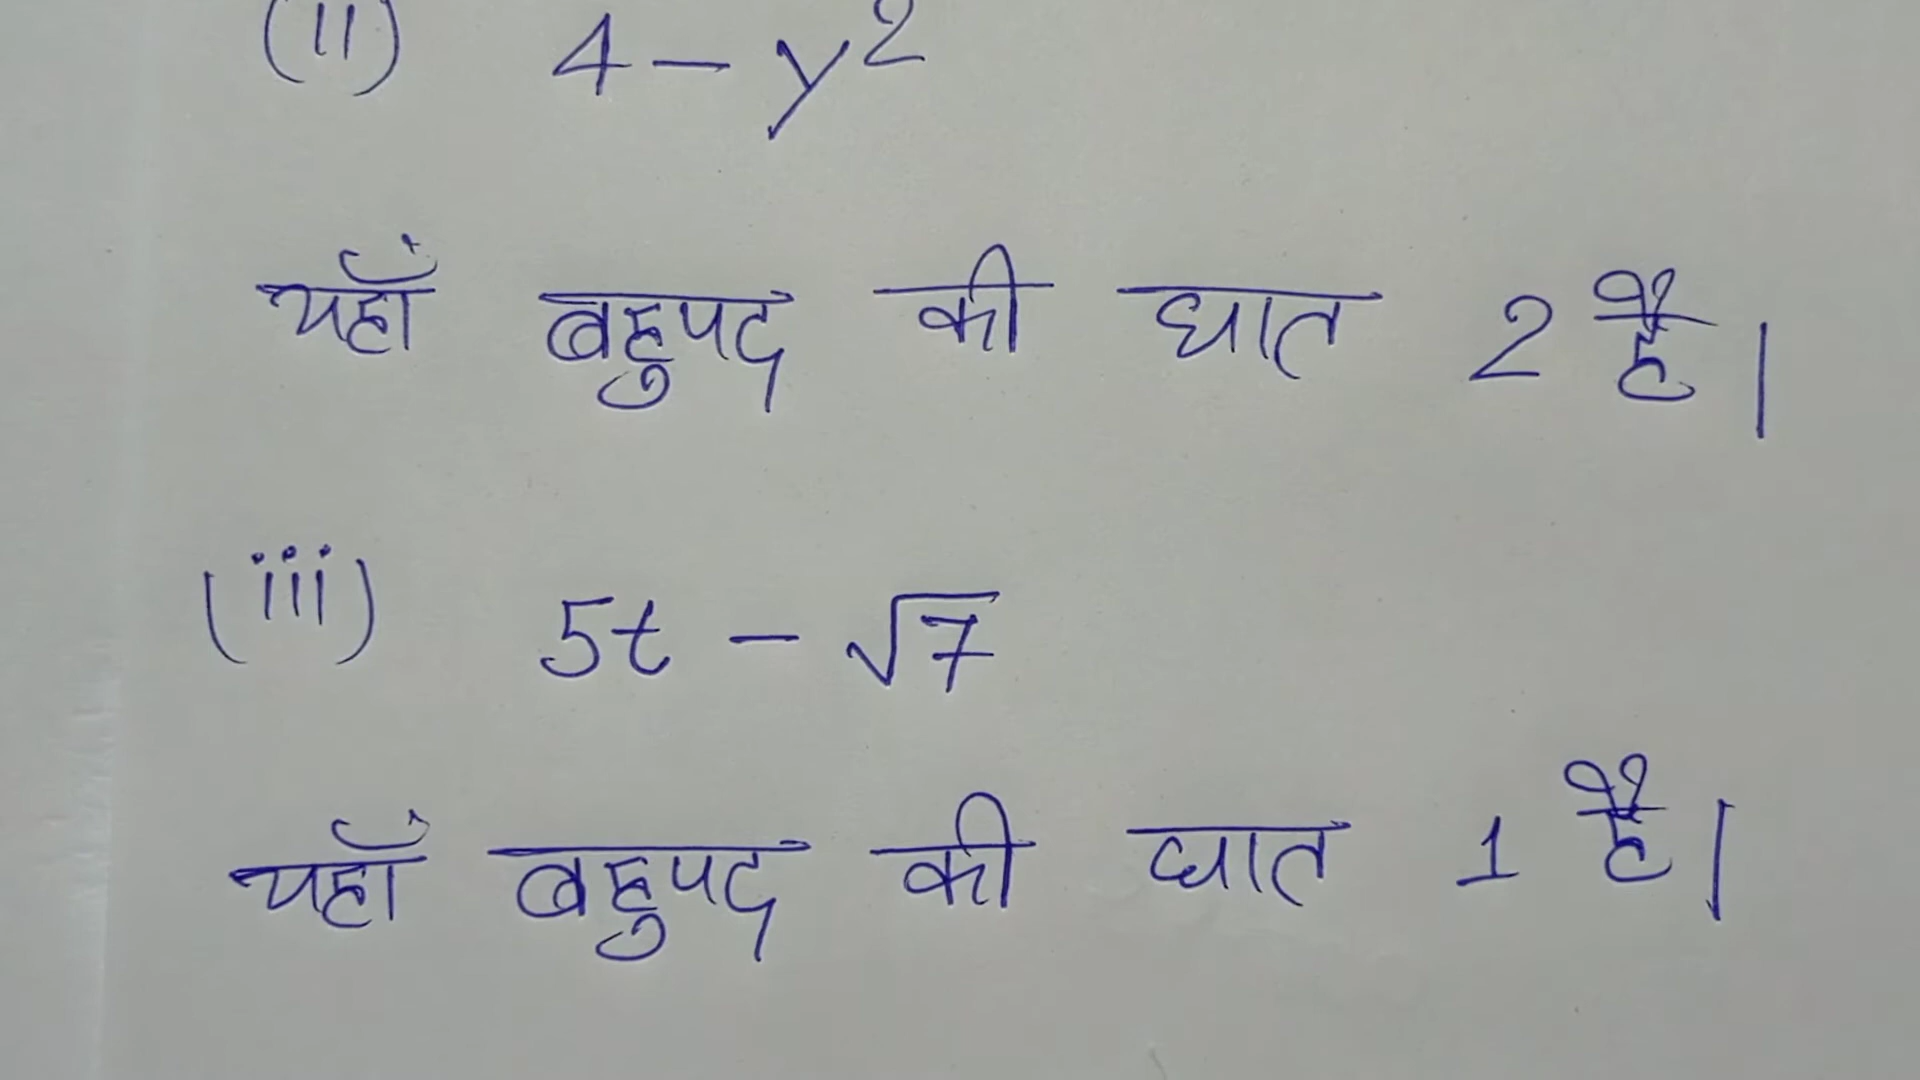 (ii) 4 - y²
यहाँ बहुपद की घात 2 है।
(iii) 5t - √7
यहाँ बहुपद की घात 1 है।